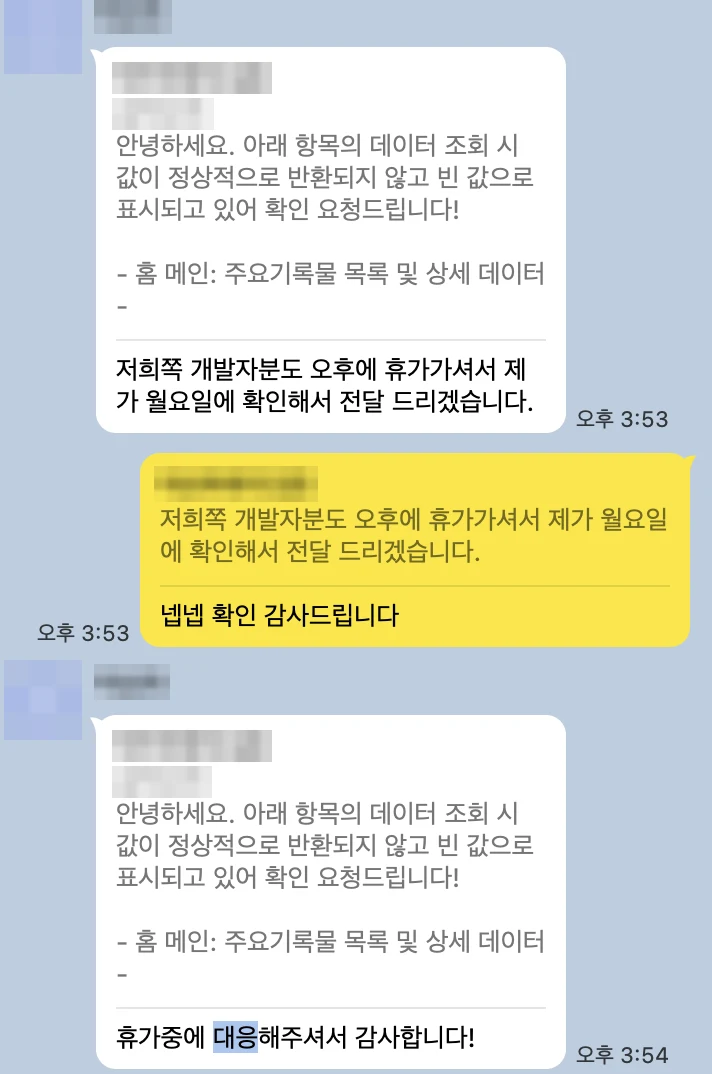 안녕하세요. 아래 항목의 데이터 조회 시
값이 정상적으로 반환되지 않고 빈 값으로
표시되고 있어 확인 요청드립니다!
- 홈 메인: 주요기록물 목록 및 상세 데이터
-
저희쪽 개발자분도 오후에 휴가가셔서 제
가 월요일에 확인해서 전달 드리겠습니다.
오후 3:53
저희쪽 개발자분도 오후에 휴가가셔서 제가 월요일
에 확인해서 전달 드리겠습니다.
넵넵 확인 감사드립니다
오후 3:53
안녕하세요. 아래 항목의 데이터 조회 시
값이 정상적으로 반환되지 않고 빈 값으로
표시되고 있어 확인 요청드립니다!
- 홈 메인: 주요기록물 목록 및 상세 데이터
-
휴가중에 대응해주셔서 감사합니다!
오후 3:54